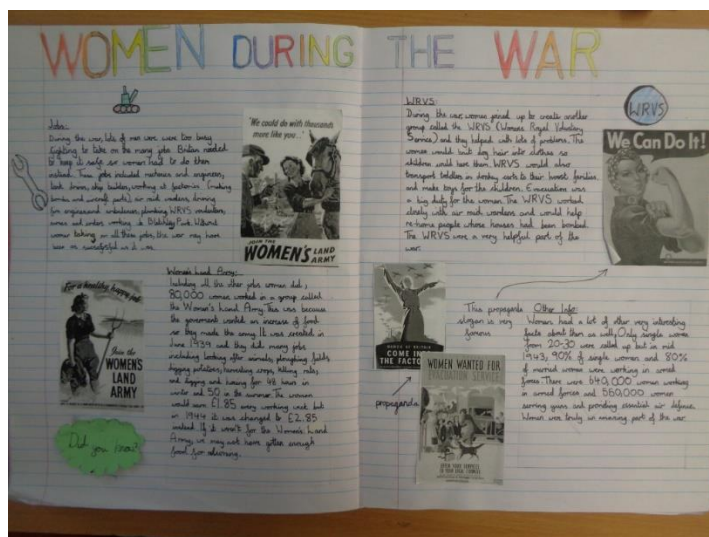 WOMEN DURING THE WAR
Jobs:
During the war, lots of men were too busy
fighting to take on the many jobs Britain needed
to keep it safe, so women had to do them
instead. These jobs included mechanics and engineers,
tank drivers, ship builders, working in factories (making
bombs and aircraft parts), air raid wardens, driving
fire engines and ambulances, plumbing, WRVS volunteers,
nurses and working in Bletchley Park. Without
women taking on all these jobs, the war may have
been as successful as it was.
'We could do with thousands
more like you..'
JOIN THE
WOMEN'S LAND
ARMY
For a healthy, happy job
Join the
WOMEN'S
LAND
ARMY
Did you know?
Women's Land Army:
Including all the other jobs women did,
80,000 women worked in a group called
the Women's Land Army. This was because
the government wanted an increase of food
so they made the army. It was created in
June 1939 and they did many jobs
including looking after animals, ploughing fields,
digging potatoes, harvesting crops, killing rats,
and digging and hoeing for 48 hours in
winter and 50 in the summer. The women
would earn £1.85 every working week but
in 1944 it was changed to £2.85
instead. If it wasn't for the Women's Land
Army, we may not have gotten enough
food for
WRVS:
During the war, women joined up to create another
group called the WRVS (Womens Royal Voluntary
Service) and they helped with lots of problems. The
women would knit dog hair into clothes so
children would have them. WRVS would also
transport soldiers in donkey carts to their homes families
and make toys for the children. Evacuation was
a big duty for the women. The WRVS worked
closely with air raid wardens and would help
re-home people whose houses had been bombed.
The WRVS were a very helpful part of the
war.
WRVS
We Can Do It!
WOMEN OF BRITAIN
COME INTO
THE FACTORIES
propaganda
This propaganda
slogan is very
famous
WOMEN WANTED FOR
EVACUATION SERVICE
Other Info:
Women had a lot of other very interesting
facts about them as well. Only single women
from 20-30 were called up but in mid
1943, 90% of single women and 80%
of married women were working in armed
force. There were 640,000 women working
in armed forces and 560,000 women
serving guns and providing essential air defence.
Women were truly an amazing part of the war.